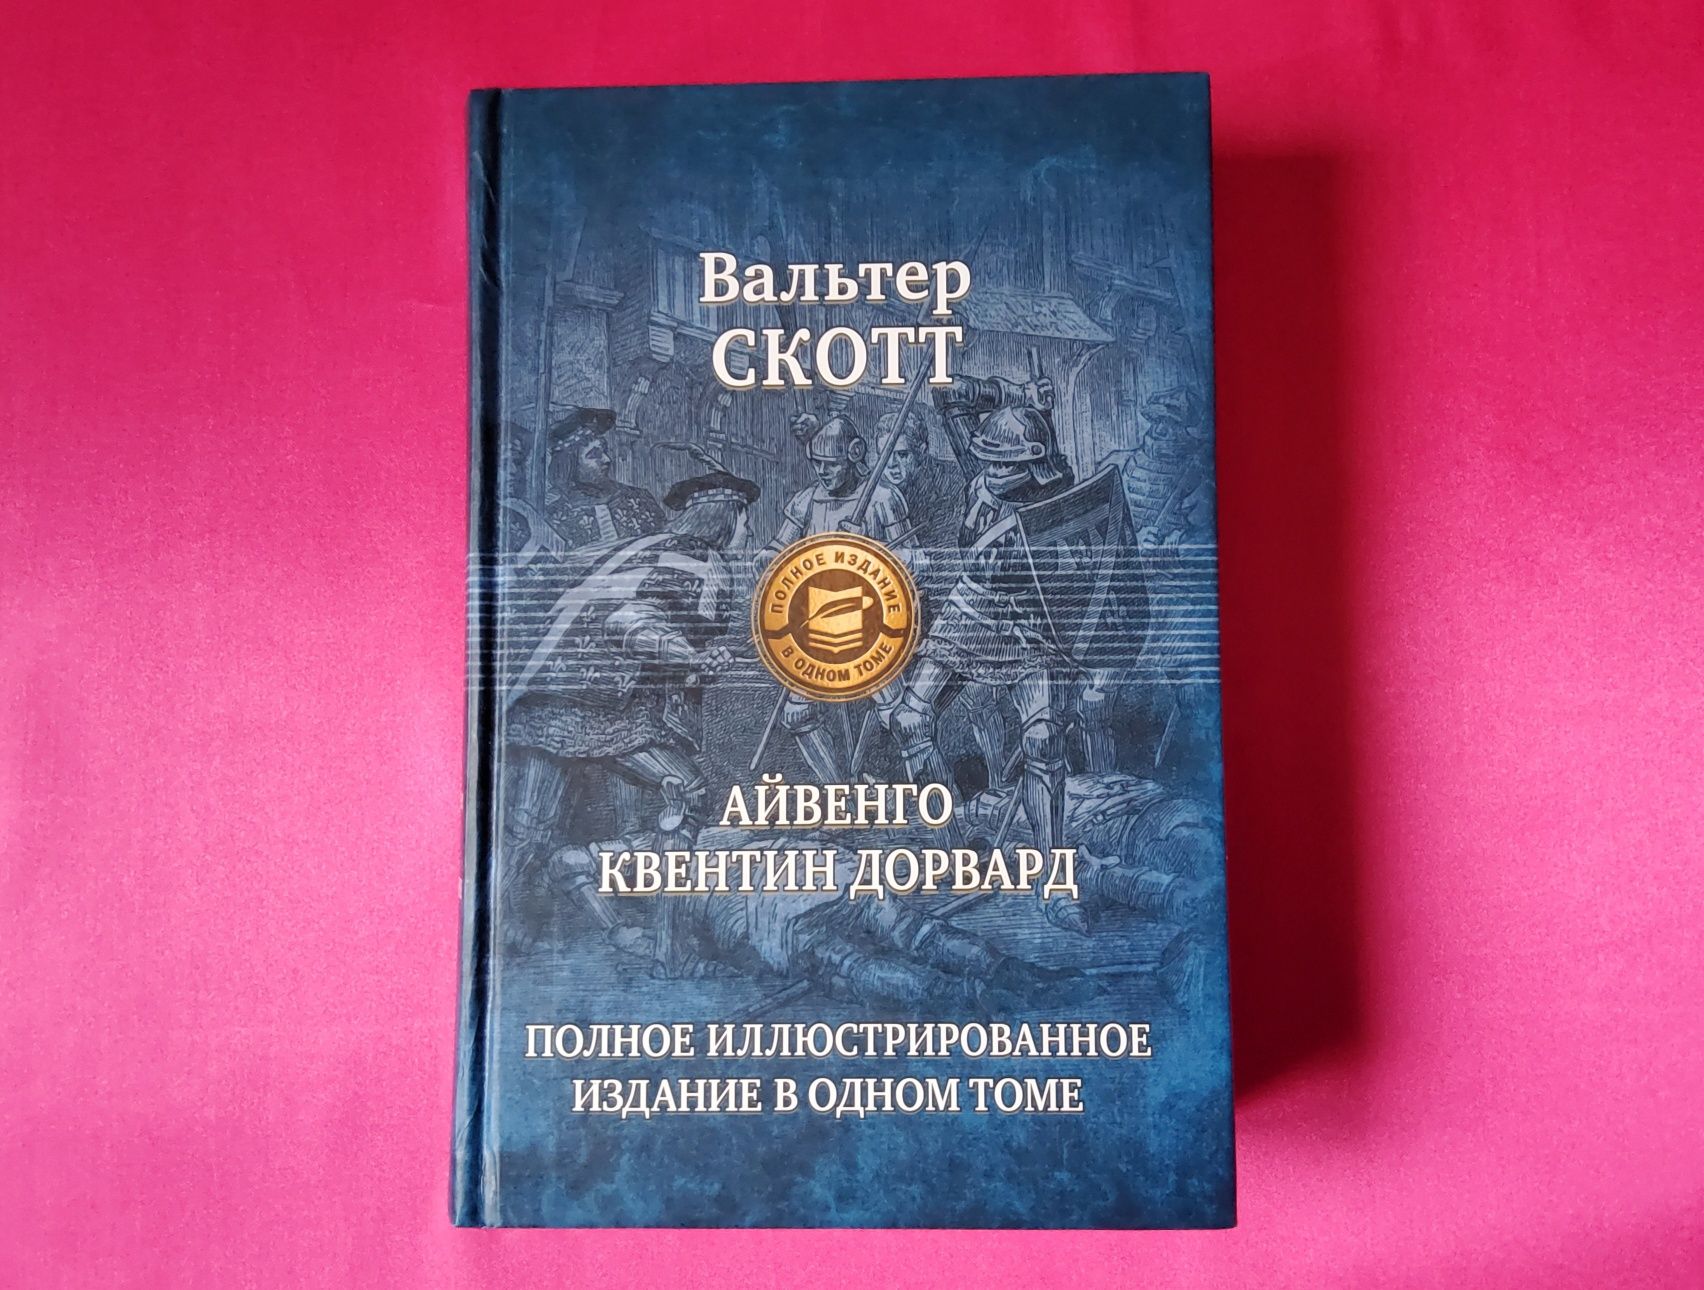 Вальтер
СКОТТ
ПОЛНОЕ ИЗДАНИЕ
В ОДНОМ ТОМЕ
АЙВЕНГО
КВЕНТИН ДОРВАРД
ПОЛНОЕ ИЛЛЮСТРИРОВАННОЕ
ИЗДАНИЕ В ОДНОМ ТОМЕ